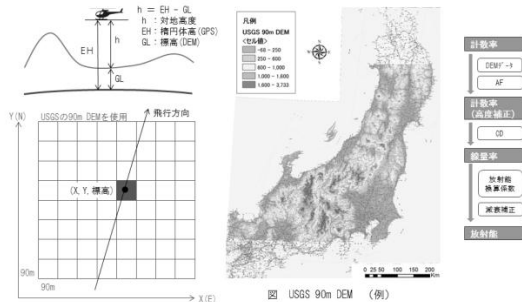 h = EH - GL
h : 対地高度
EH: 楕円体高(GPS)
GL: 標高(DEM)
EH
h
GL
Y(N)
USGSの90m DEMを使用
飛行方向
(X, Y, 標高)
90m
90m
X(E)
凡例
USGS 90m DEM
<セル値>
-60 - 250
250 - 600
600 - 1,000
1,000 - 1,600
1,600 - 3,733
0 25 50 100 150 200
Km
図 USGS 90m DEM (例)
計数率
DEMデータ
AF
計数率
(高度補正)
CD
線量率
放射能
換算係数
減衰補正
放射能